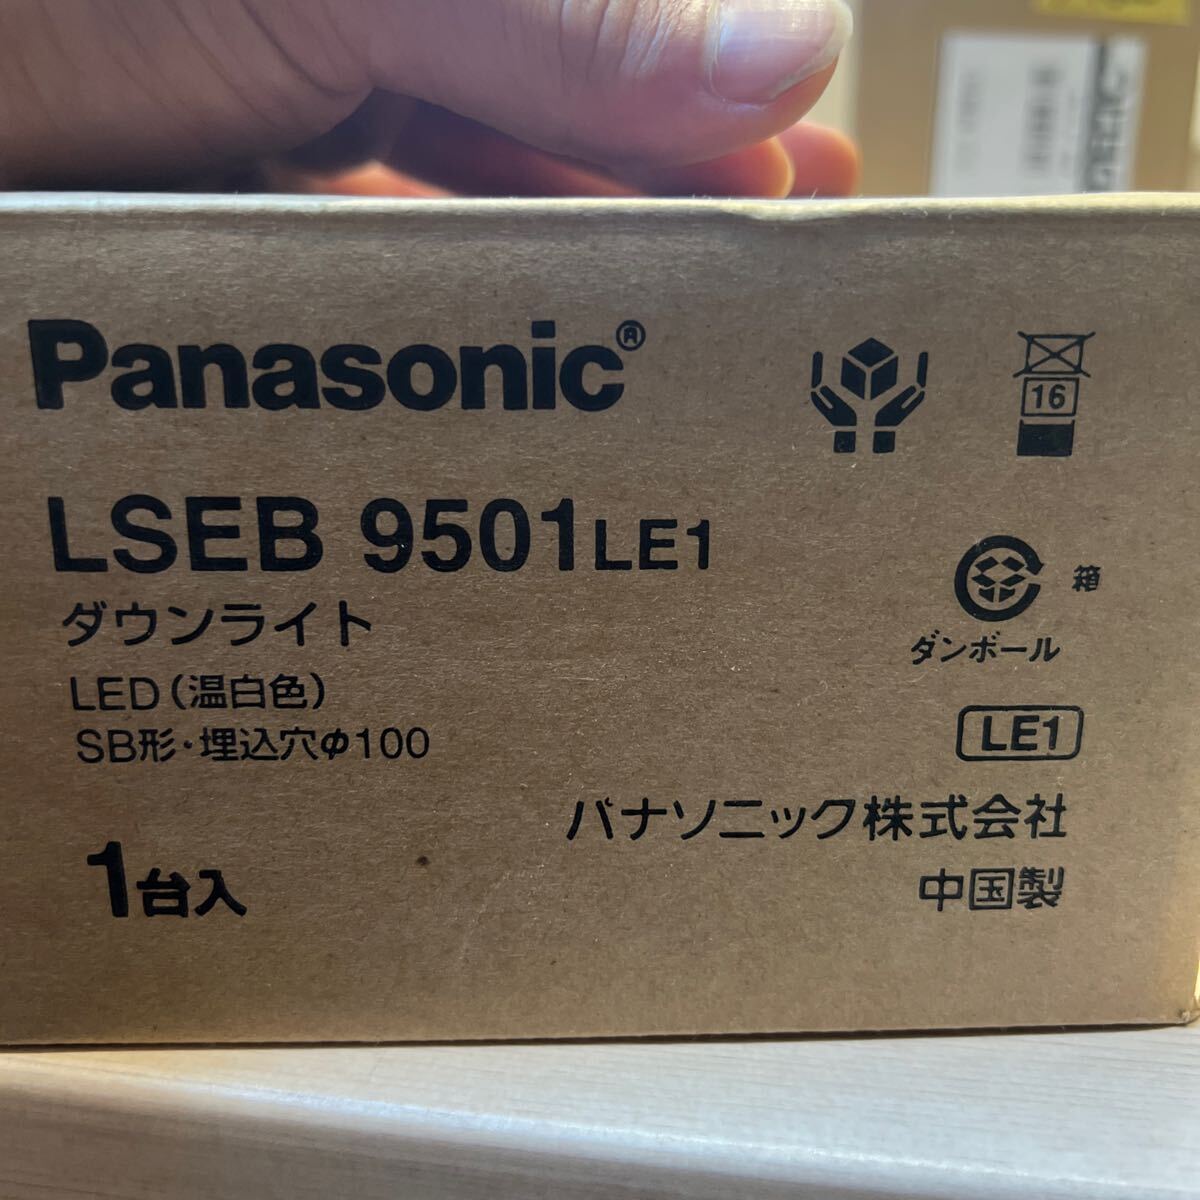 Panasonic®
16
LSEB 9501LE1
ダウンライト
箱
ダンボール
LED(温白色)
SB形・埋込穴φ100
LE1
パナソニック株式会社
1台入
中国製